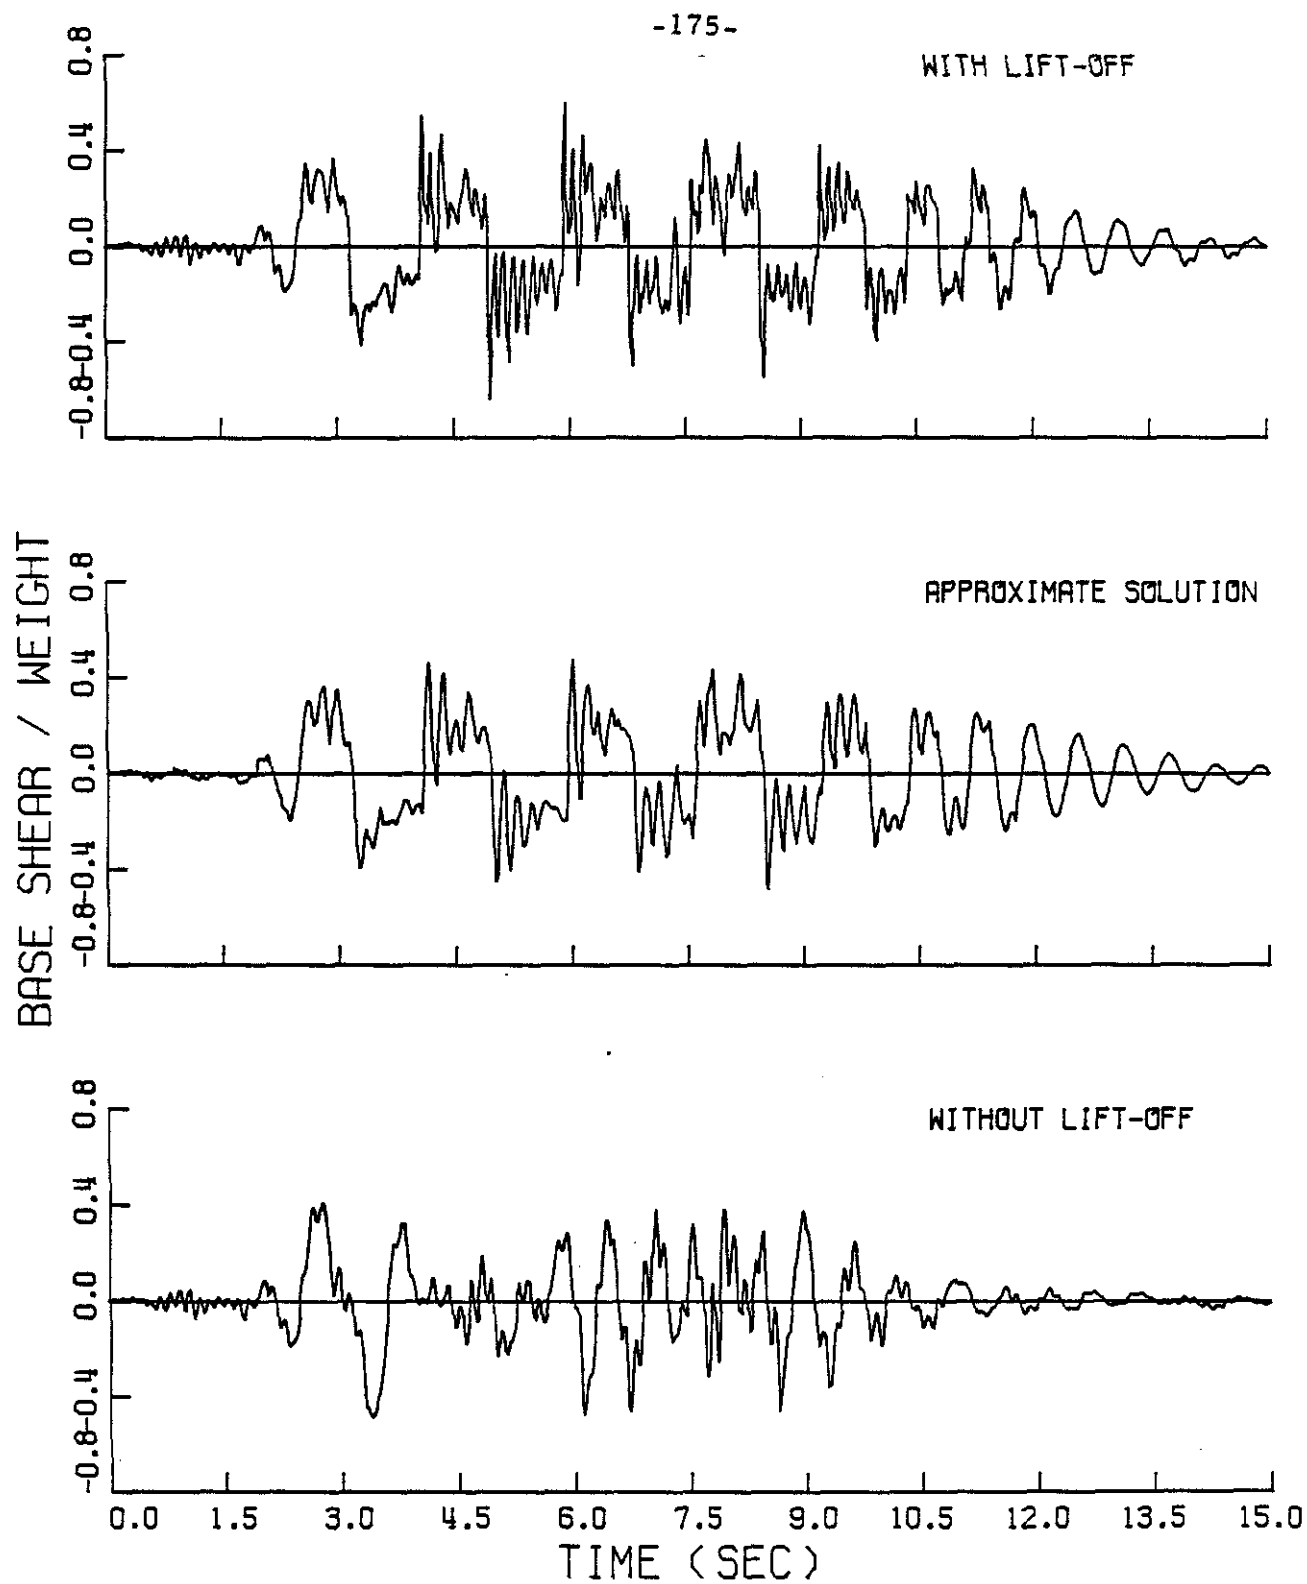 -175-
WITH LIFT-OFF
0.8
0.4
0.0
-0.4
-0.8
APPROXIMATE SOLUTION
0.8
0.4
0.0
-0.4
-0.8
BASE SHEAR / WEIGHT
WITHOUT LIFT-OFF
0.8
0.4
0.0
-0.4
-0.8
0.0 1.5 3.0 4.5 6.0 7.5 9.0 10.5 12.0 13.5 15.0
TIME (SEC)